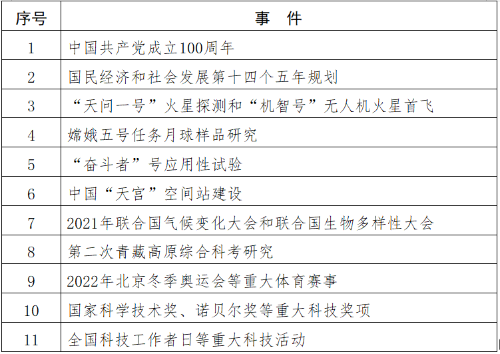 序号 事 件
1 中国共产党成立100周年
2 国民经济和社会发展第十四个五年规划
3 “天问一号”火星探测和“机智号”无人机火星首飞
4 嫦娥五号任务月球样品研究
5 “奋斗者”号应用性试验
6 中国“天宫”空间站建设
7 2021年联合国气候变化大会和联合国生物多样性大会
8 第二次青藏高原综合科考研究
9 2022年北京冬季奥运会等重大体育赛事
10 国家科学技术奖、诺贝尔奖等重大科技奖项
11 全国科技工作者日等重大科技活动